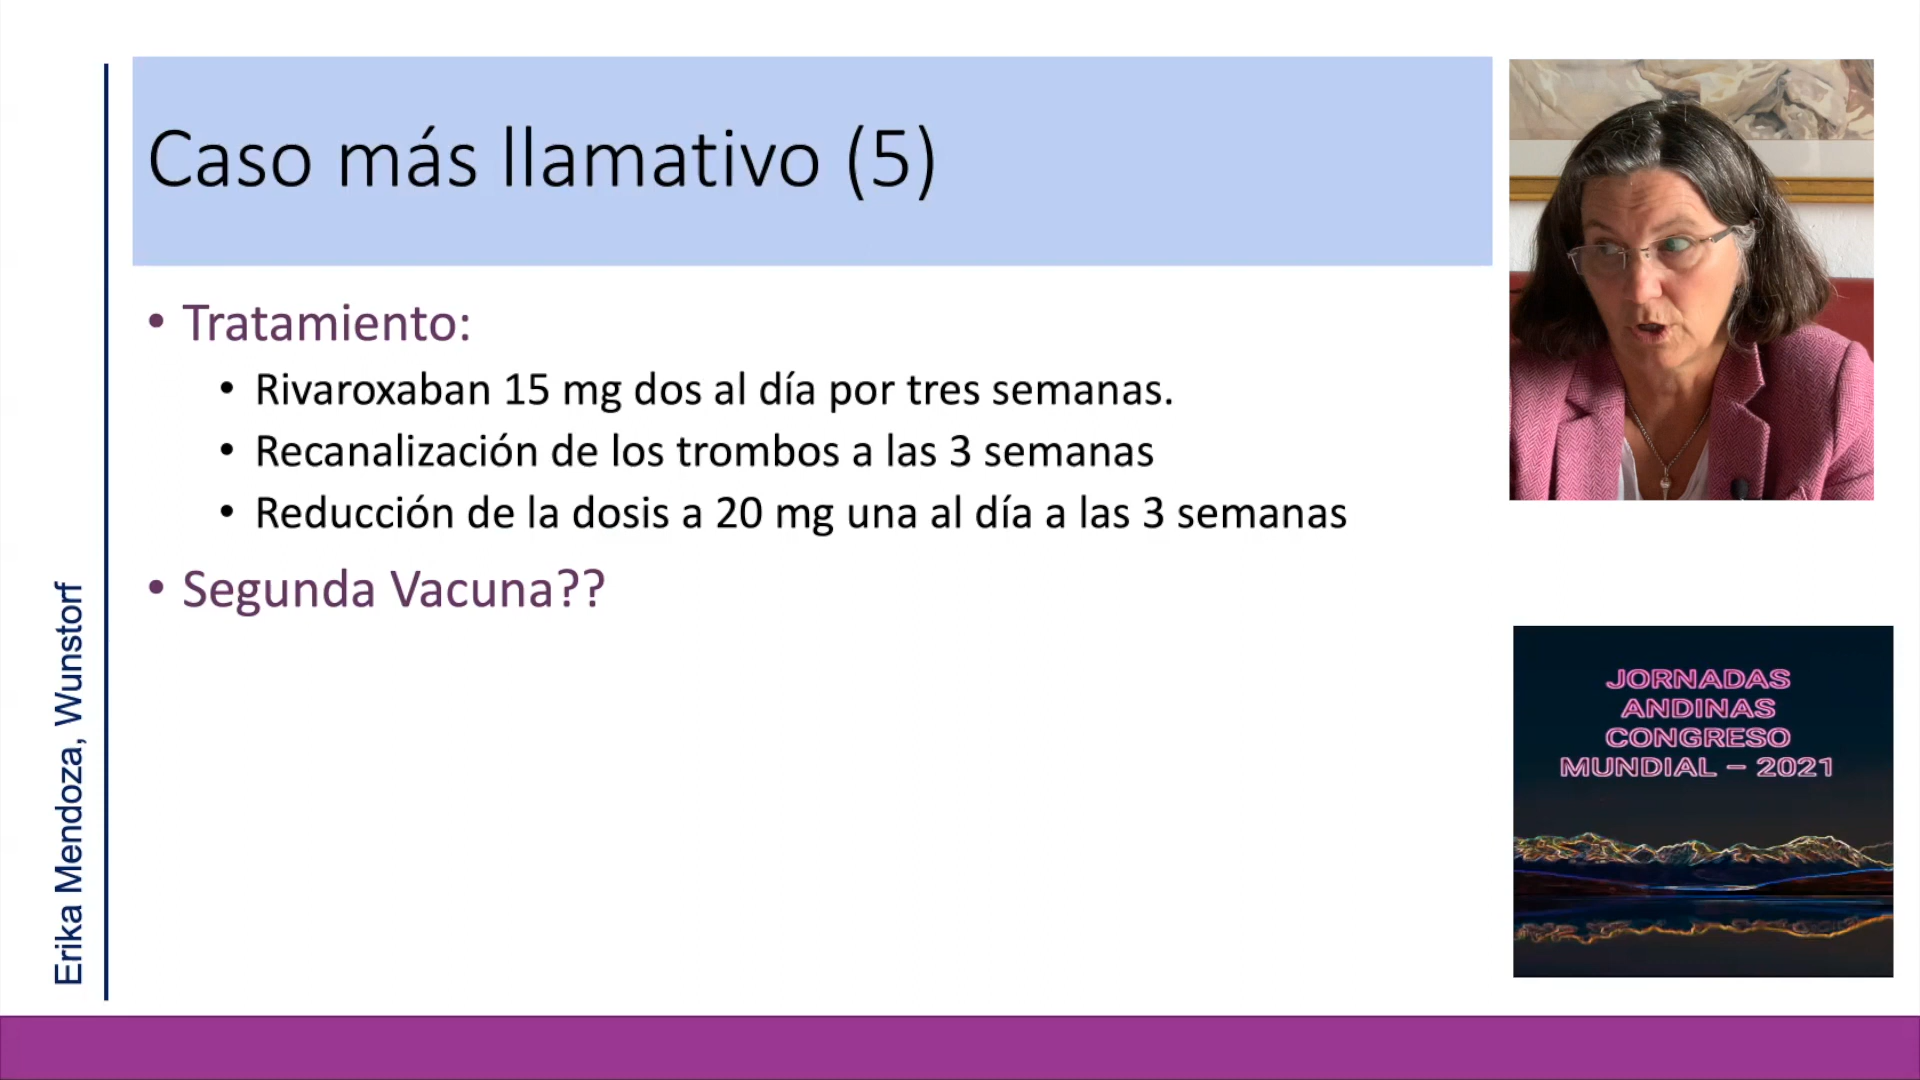 Caso más llamativo (5)
• Tratamiento:
• Rivaroxaban 15 mg dos al día por tres semanas.
• Recanalización de los trombos a las 3 semanas
• Reducción de la dosis a 20 mg una al día a las 3 semanas
• Segunda Vacuna??
Erika Mendoza, Wunstorf
JORNADAS
ANDINAS
CONGRESO
MUNDIAL – 2021